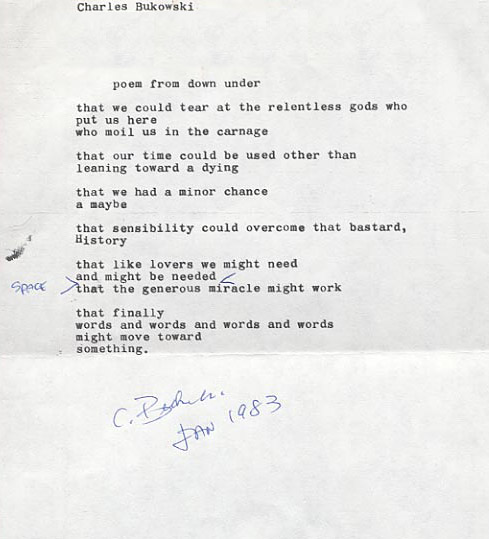 Charles Bukowski
poem from down under
that we could tear at the relentless gods who
put us here
who moil us in the carnage
that our time could be used other than
leaning toward a dying
that we had a minor chance
a maybe
that sensibility could overcome that bastard,
History
that like lovers we might need
and might be needed
SPACE
that the generous miracle might work
that finally
words and words and words and words
might move toward
something.
C. Bukowski
JAN 1983